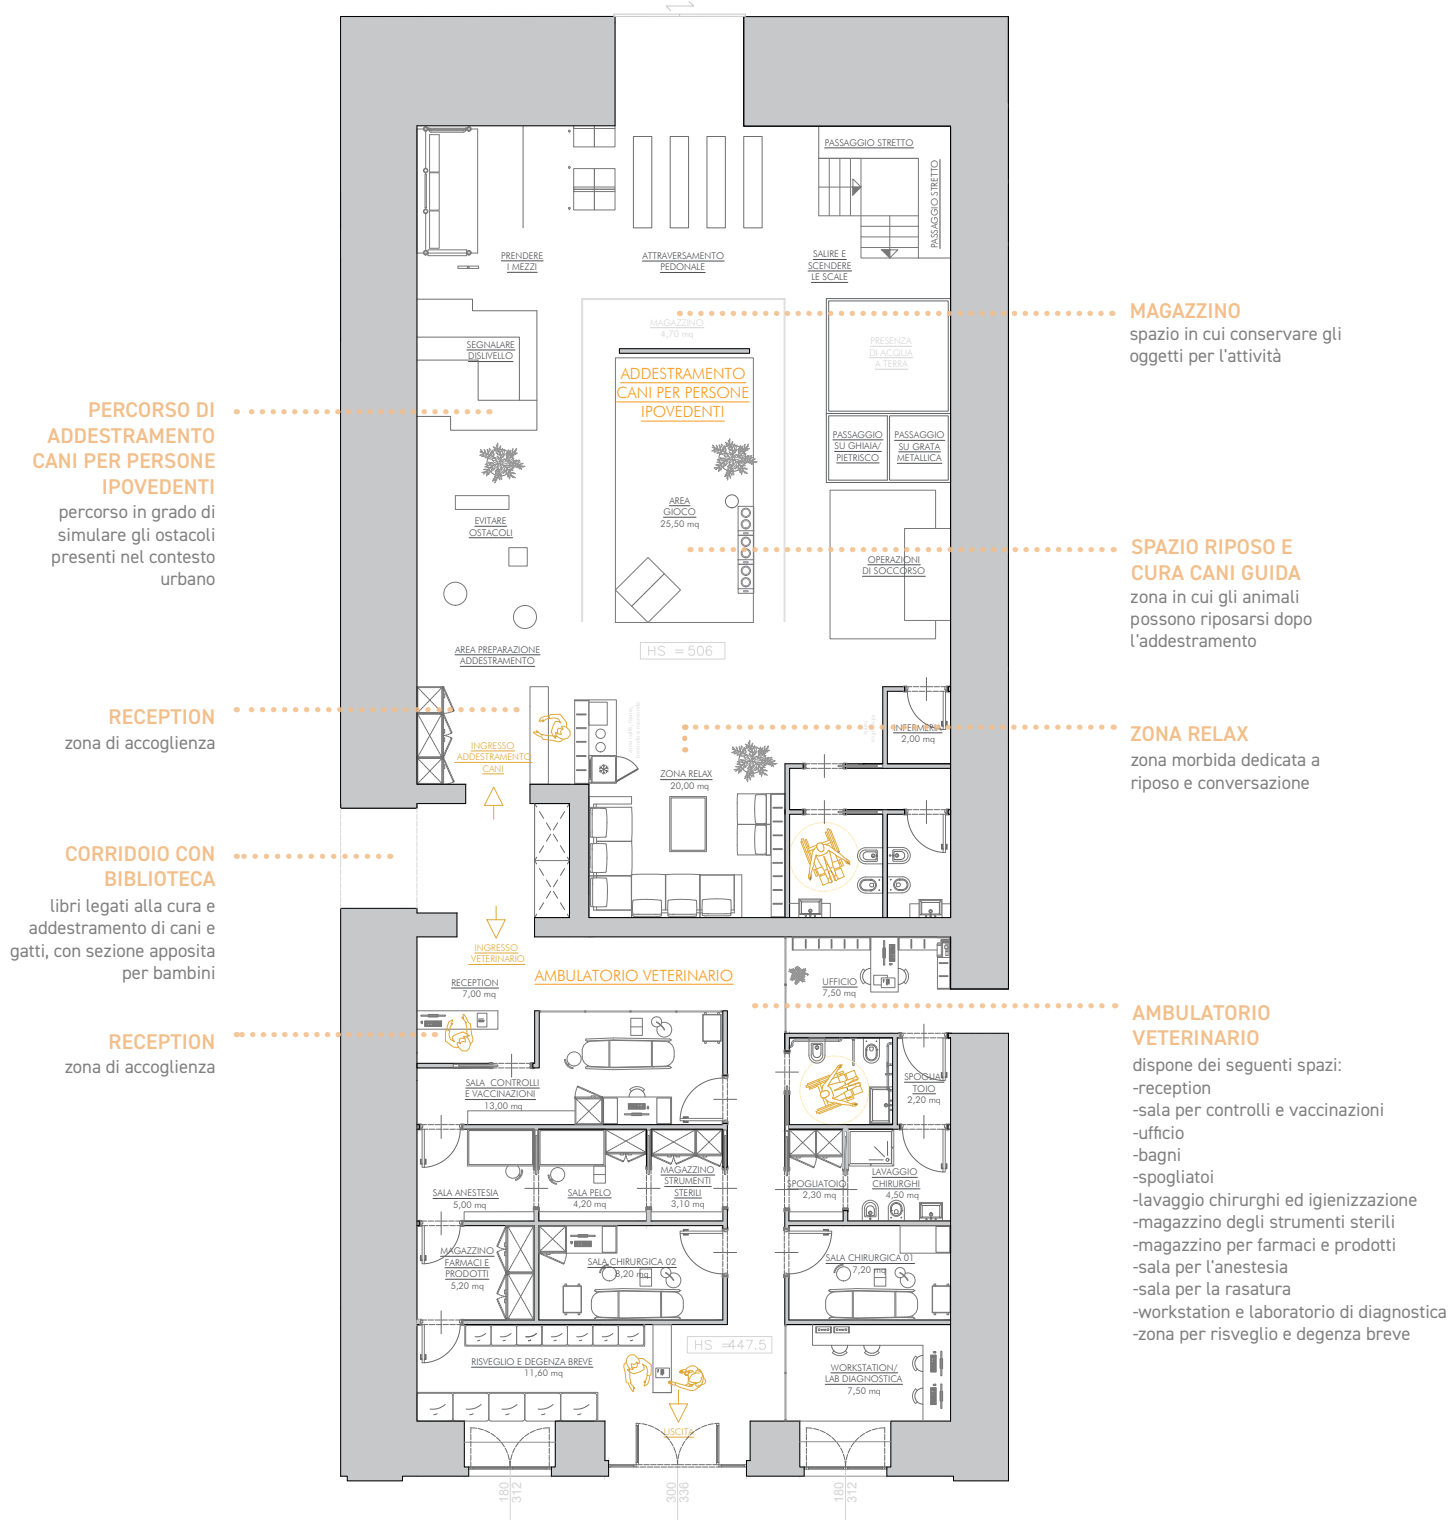 PASSAGGIO STRETTO
PASSAGGIO STRETTO
PRENDERE
I MEZZI
ATTRAVERSAMENTO
PEDONALE
SALIRE E
SCENDERE
LE SCALE
MAGAZZINO
4,70 mq
SEGNALARE
DISLIVELLO
PRESENZA
DI ACQUA
A TERRA
ADDESTRAMENTO
CANI PER PERSONE
IPOVEDENTI
PASSAGGIO
SU GHIAIA/
PIETRISCO
PASSAGGIO
SU GRATA
METALLICA
AREA
GIOCO
25,50 mq
EVITARE
OSTACOLI
OPERAZIONI
DI SOCCORSO
AREA PREPARAZIONE
ADDESTRAMENTO
HS = 506
INGRESSO
ADDESTRAMENTO
CANI
INFERMERIA
2,00 mq
ZONA RELAX
20,00 mq
INGRESSO
VETERINARIO
AMBULATORIO VETERINARIO
RECEPTION
7,00 mq
UFFICIO
7,50 mq
SALA CONTROLLI
E VACCINAZIONI
13,00 mq
SPOGLIA
TOIO
2,20 mq
SALA ANESTESIA
5,00 mq
SALA PELO
4,20 mq
MAGAZZINO
STRUMENTI
STERILI
3,10 mq
SPOGLIATOIO
2,30 mq
LAVAGGIO
CHIRURGHI
4,50 mq
MAGAZZINO
FARMACI E
PRODOTTI
5,20 mq
SALA CHIRURGICA 02
8,20 mq
SALA CHIRURGICA 01
7,20 mq
HS =447.5
RISVEGLIO E DEGENZA BREVE
11,60 mq
WORKSTATION/
LAB DIAGNOSTICA
7,50 mq
USCITA
180
312
300
336
180
312
PERCORSO DI
ADDESTRAMENTO
CANI PER PERSONE
IPOVEDENTI
percorso in grado di
simulare gli ostacoli
presenti nel contesto
urbano
RECEPTION
zona di accoglienza
CORRIDOIO CON
BIBLIOTECA
libri legati alla cura e
addestramento di cani e
gatti, con sezione apposita
per bambini
RECEPTION
zona di accoglienza
MAGAZZINO
spazio in cui conservare gli
oggetti per l'attività
SPAZIO RIPOSO E
CURA CANI GUIDA
zona in cui gli animali
possono riposarsi dopo
l'addestramento
ZONA RELAX
zona morbida dedicata a
riposo e conversazione
AMBULATORIO
VETERINARIO
dispone dei seguenti spazi:
-reception
-sala per controlli e vaccinazioni
-ufficio
-bagni
-spogliatoi
-lavaggio chirurghi ed igienizzazione
-magazzino degli strumenti sterili
-magazzino per farmaci e prodotti
-sala per l'anestesia
-sala per la rasatura
-workstation e laboratorio di diagnostica
-zona per risveglio e degenza breve